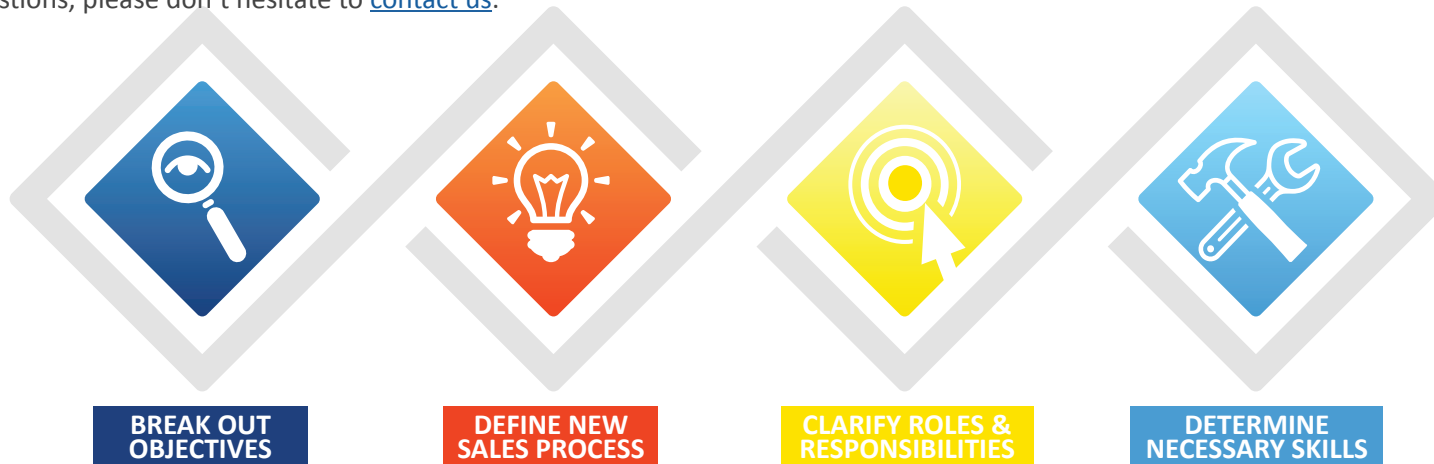 stions, please don't hesitate to contact us.
BREAK OUT
OBJECTIVES
DEFINE NEW
SALES PROCESS
CLARIFY ROLES &
RESPONSIBILITIES
DETERMINE
NECESSARY SKILLS